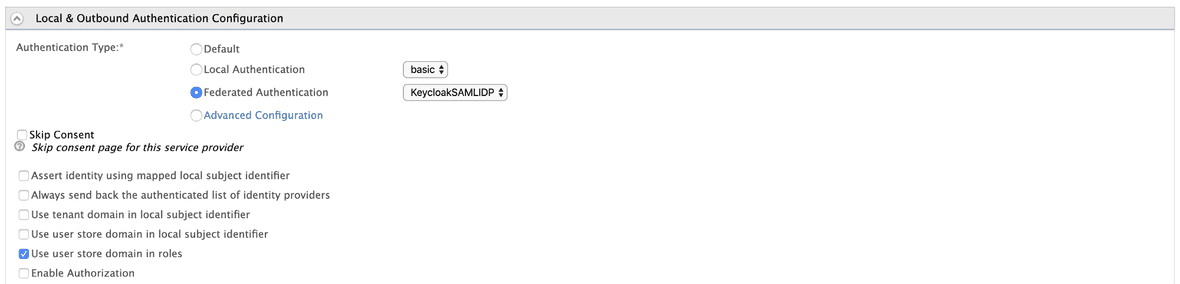 Local & Outbound Authentication Configuration
Authentication Type:*
Default
Local Authentication basic
Federated Authentication KeycloakSAMLIDP
Advanced Configuration
Skip Consent
? Skip consent page for this service provider
Assert identity using mapped local subject identifier
Always send back the authenticated list of identity providers
Use tenant domain in local subject identifier
Use user store domain in local subject identifier
Use user store domain in roles
Enable Authorization